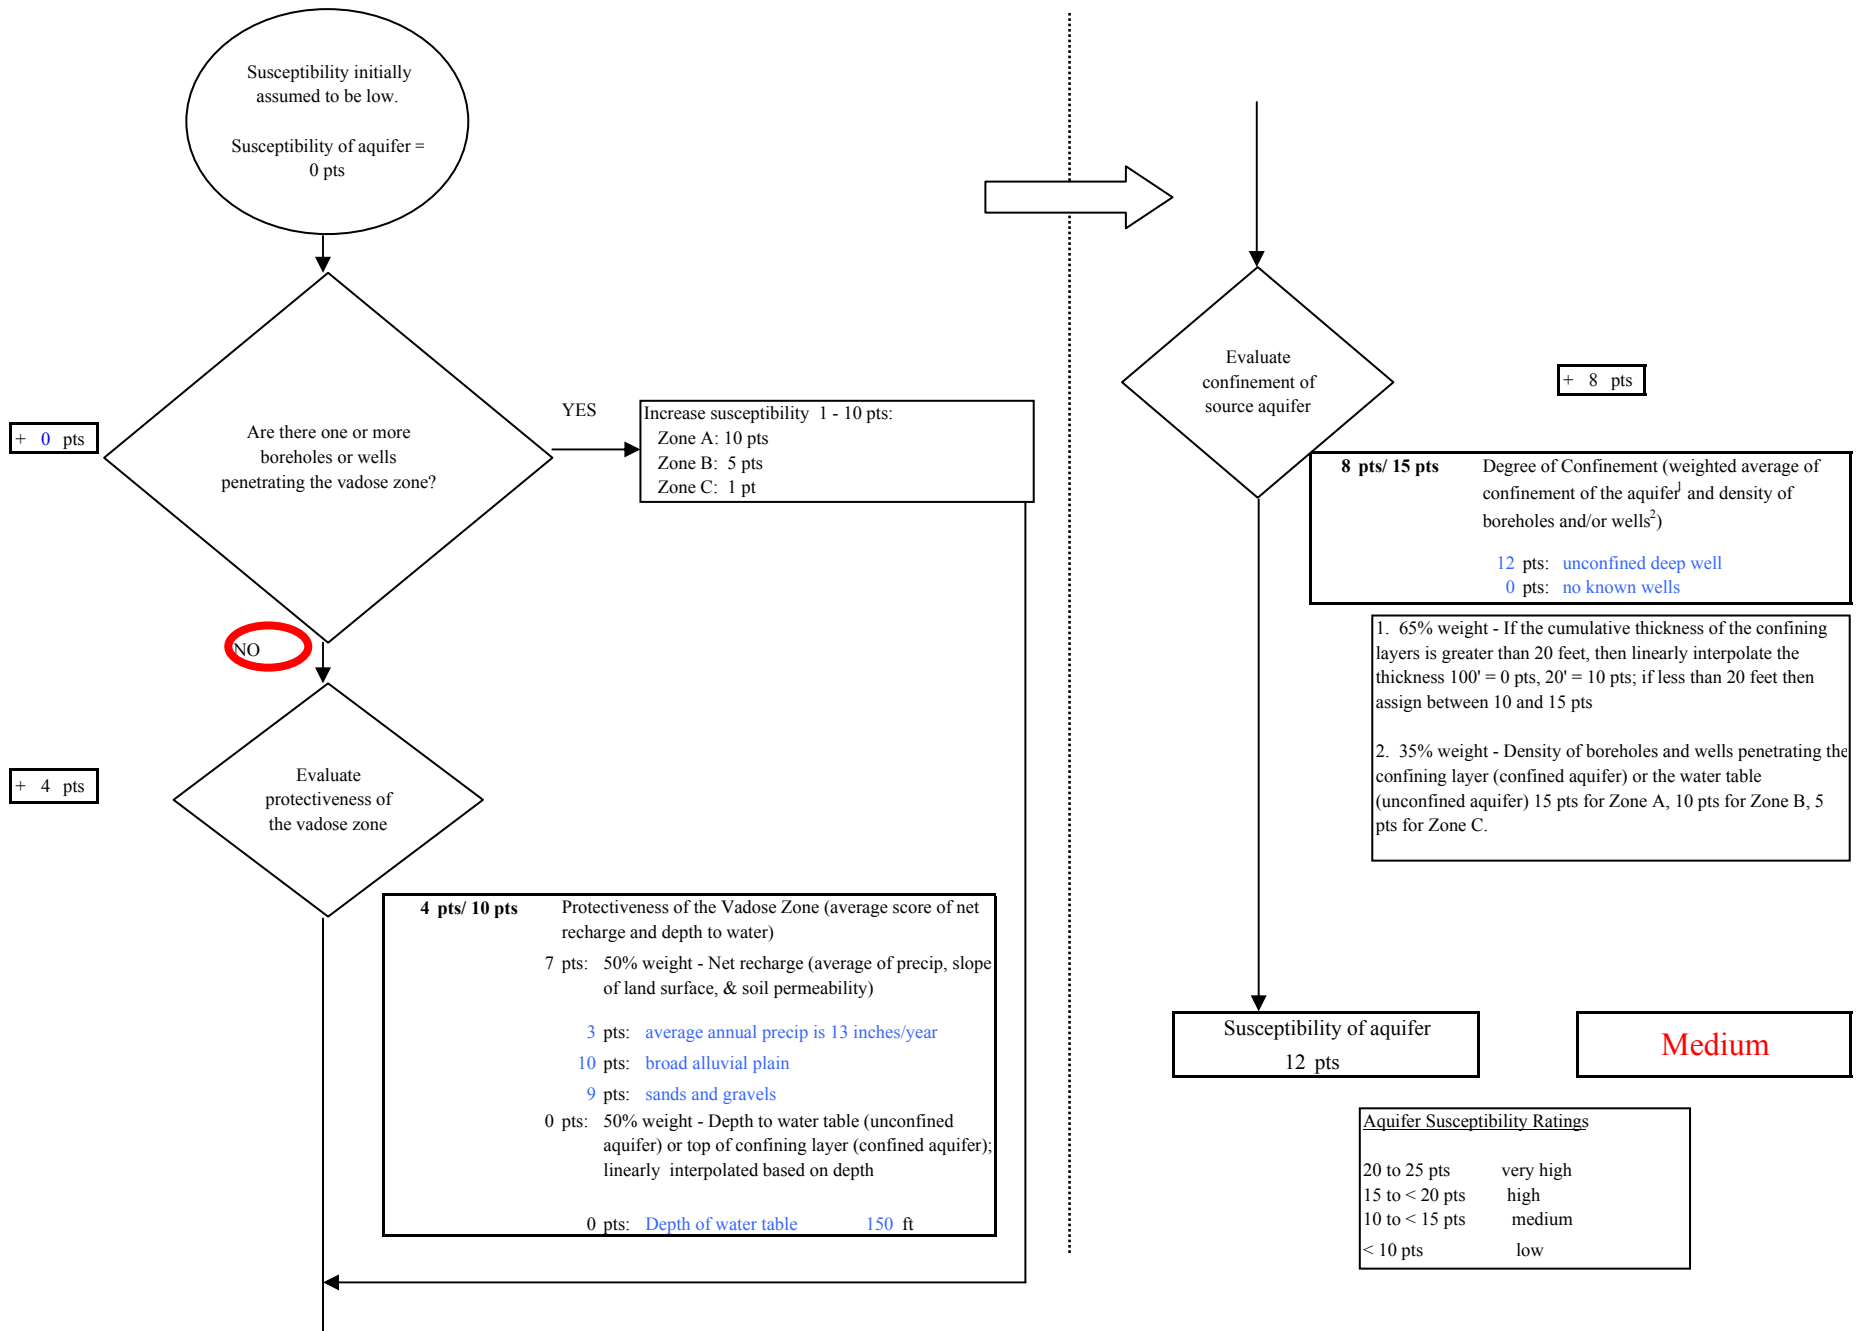 Susceptibility initially
assumed to be low.
Susceptibility of aquifer =
0 pts
+ 0 pts
Are there one or more
boreholes or wells
penetrating the vadose zone?
YES
Increase susceptibility 1 - 10 pts:
Zone A: 10 pts
Zone B: 5 pts
Zone C: 1 pt
NO
+ 4 pts
Evaluate
protectiveness of
the vadose zone
4 pts/ 10 pts Protectiveness of the Vadose Zone (average score of net
recharge and depth to water)
7 pts: 50% weight - Net recharge (average of precip, slope
of land surface, & soil permeability)
3 pts: average annual precip is 13 inches/year
10 pts: broad alluvial plain
9 pts: sands and gravels
0 pts: 50% weight - Depth to water table (unconfined
aquifer) or top of confining layer (confined aquifer);
linearly interpolated based on depth
0 pts: Depth of water table 150 ft
Evaluate
confinement of
source aquifer
+ 8 pts
8 pts/ 15 pts Degree of Confinement (weighted average of
confinement of the aquifer1 and density of
boreholes and/or wells2)
12 pts: unconfined deep well
0 pts: no known wells
1. 65% weight - If the cumulative thickness of the confining
layers is greater than 20 feet, then linearly interpolate the
thickness 100' = 0 pts, 20' = 10 pts; if less than 20 feet then
assign between 10 and 15 pts
2. 35% weight - Density of boreholes and wells penetrating the
confining layer (confined aquifer) or the water table
(unconfined aquifer) 15 pts for Zone A, 10 pts for Zone B, 5
pts for Zone C.
Susceptibility of aquifer
12 pts
Medium
Aquifer Susceptibility Ratings
20 to 25 pts very high
15 to < 20 pts high
10 to < 15 pts medium
< 10 pts low